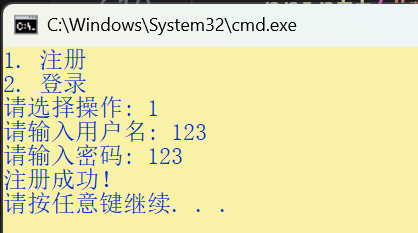 C:\Windows\System32\cmd.exe
1. 注册
2. 登录
请选择操作: 1
请输入用户名: 123
请输入密码: 123
注册成功!
请按任意键继续. . .